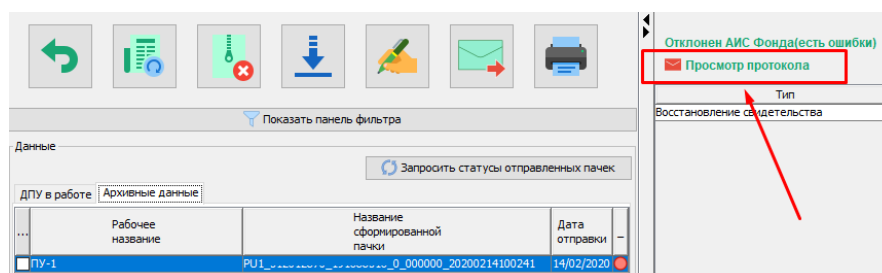 Отклонен АИС Фонда(есть ошибки)
Просмотр протокола
Тип
Восстановление свидетельства
Показать панель фильтра
Данные
Запросить статусы отправленных пачек
ДПУ в работе
Архивные данные
...
Рабочее
название
Название
сформированной
пачки
Дата
отправки
–
ПУ-1
14/02/2020